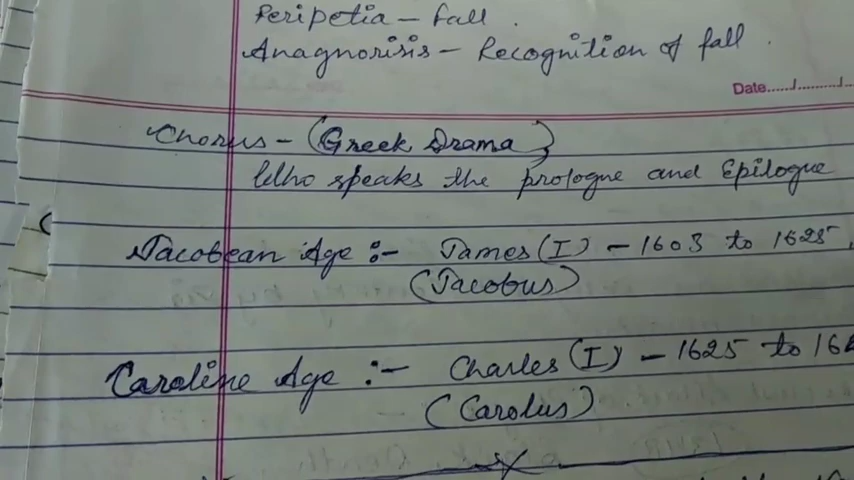 Peripetia - Fall.
Anagnorisis - Recognition of fall.
Date....../....../......
Chorus - (Greek Drama)
Who speaks the prologue and Epilogue
Jacobean Age :- James (I) - 1603 to 1625
(Jacobus)
Caroline Age :- Charles (I) - 1625 to 164
(Carolus)